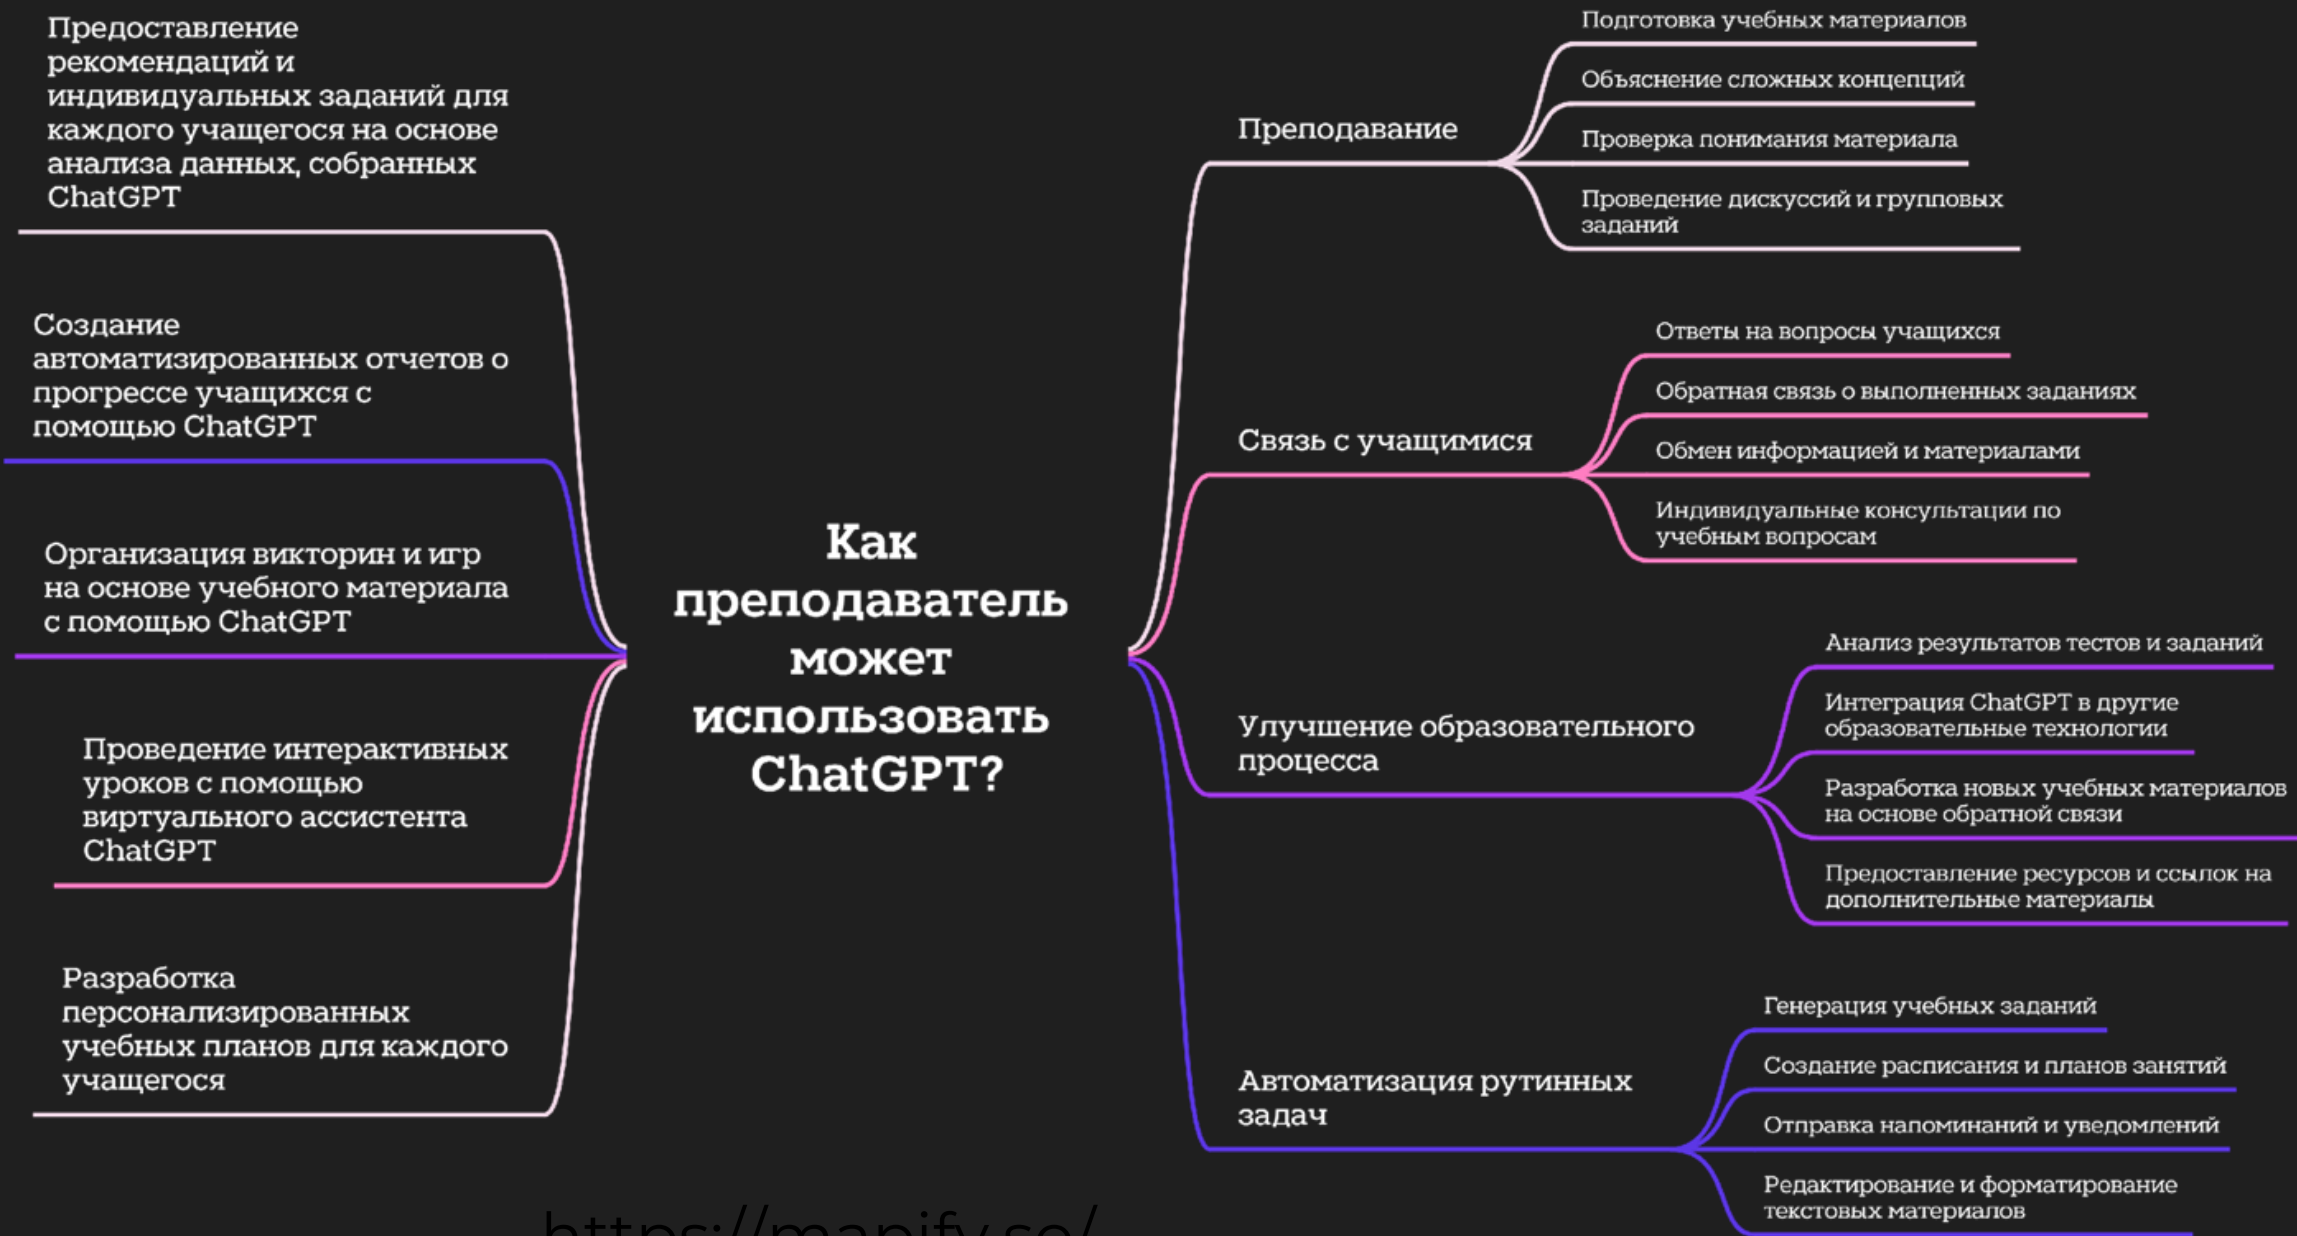 Предоставление
рекомендаций и
индивидуальных заданий для
каждого учащегося на основе
анализа данных, собранных
ChatGPT
Создание
автоматизированных отчетов о
прогрессе учащихся с
помощью ChatGPT
Организация викторин и игр
на основе учебного материала
с помощью ChatGPT
Проведение интерактивных
уроков с помощью
виртуального ассистента
ChatGPT
Разработка
персонализированных
учебных планов для каждого
учащегося
Как
преподаватель
может
использовать
ChatGPT?
Преподавание
Подготовка учебных материалов
Объяснение сложных концепций
Проверка понимания материала
Проведение дискуссий и групповых
заданий
Связь с учащимися
Ответы на вопросы учащихся
Обратная связь о выполненных заданиях
Обмен информацией и материалами
Индивидуальные консультации по
учебным вопросам
Улучшение образовательного
процесса
Анализ результатов тестов и заданий
Интеграция ChatGPT в другие
образовательные технологии
Разработка новых учебных материалов
на основе обратной связи
Предоставление ресурсов и ссылок на
дополнительные материалы
Автоматизация рутинных
задач
Генерация учебных заданий
Создание расписания и планов занятий
Отправка напоминаний и уведомлений
Редактирование и форматирование
текстовых материалов
https://mapify.so/